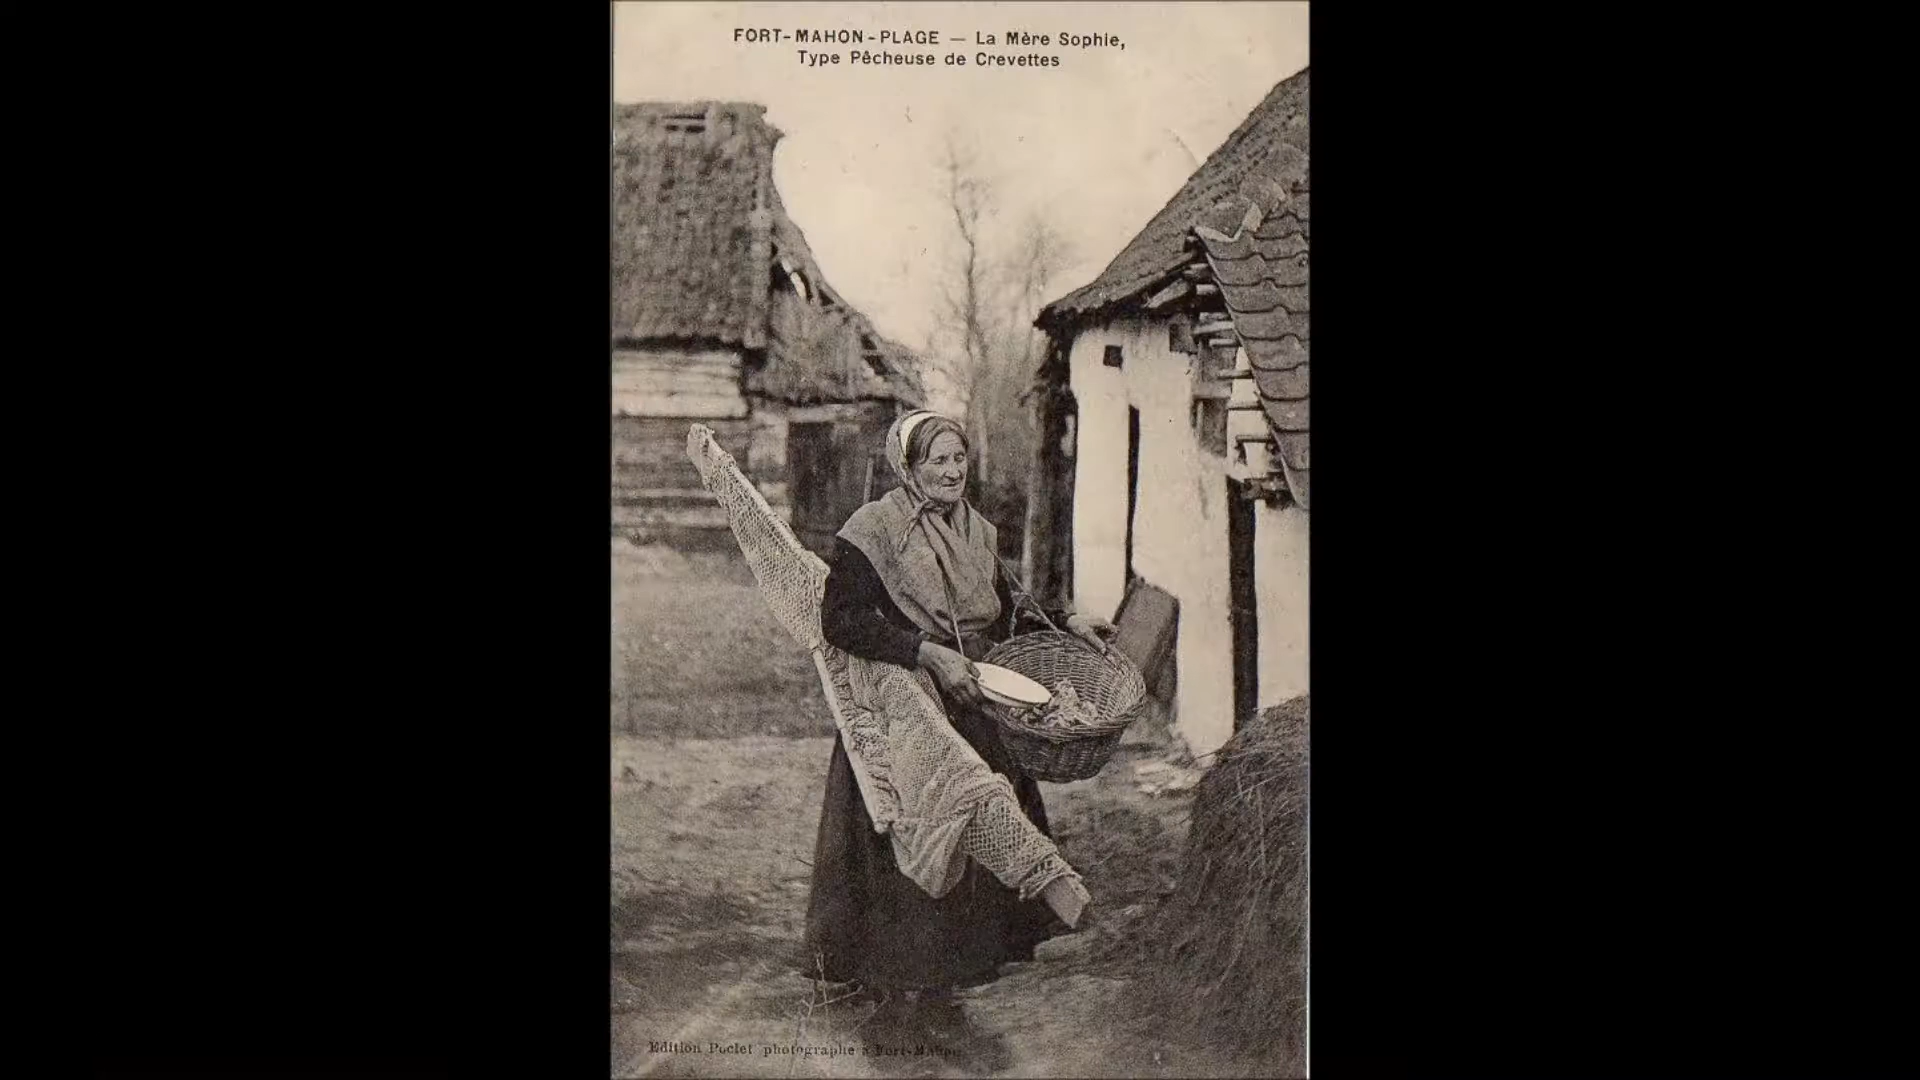 FORT-MAHON-PLAGE — La Mère Sophie,
Type Pêcheuse de Crevettes
Edition Poclet photographe à Fort-Mahon